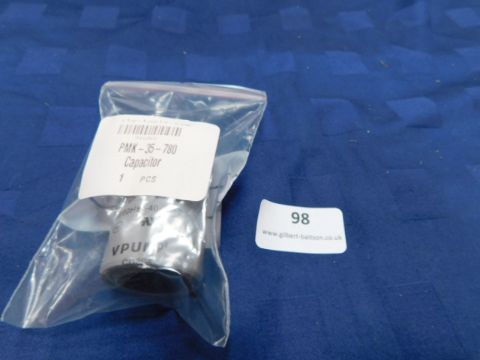 PMK-35-780
Capacitor
1 PCS
VPUMP
98
www.gilbert-baitson.co.uk